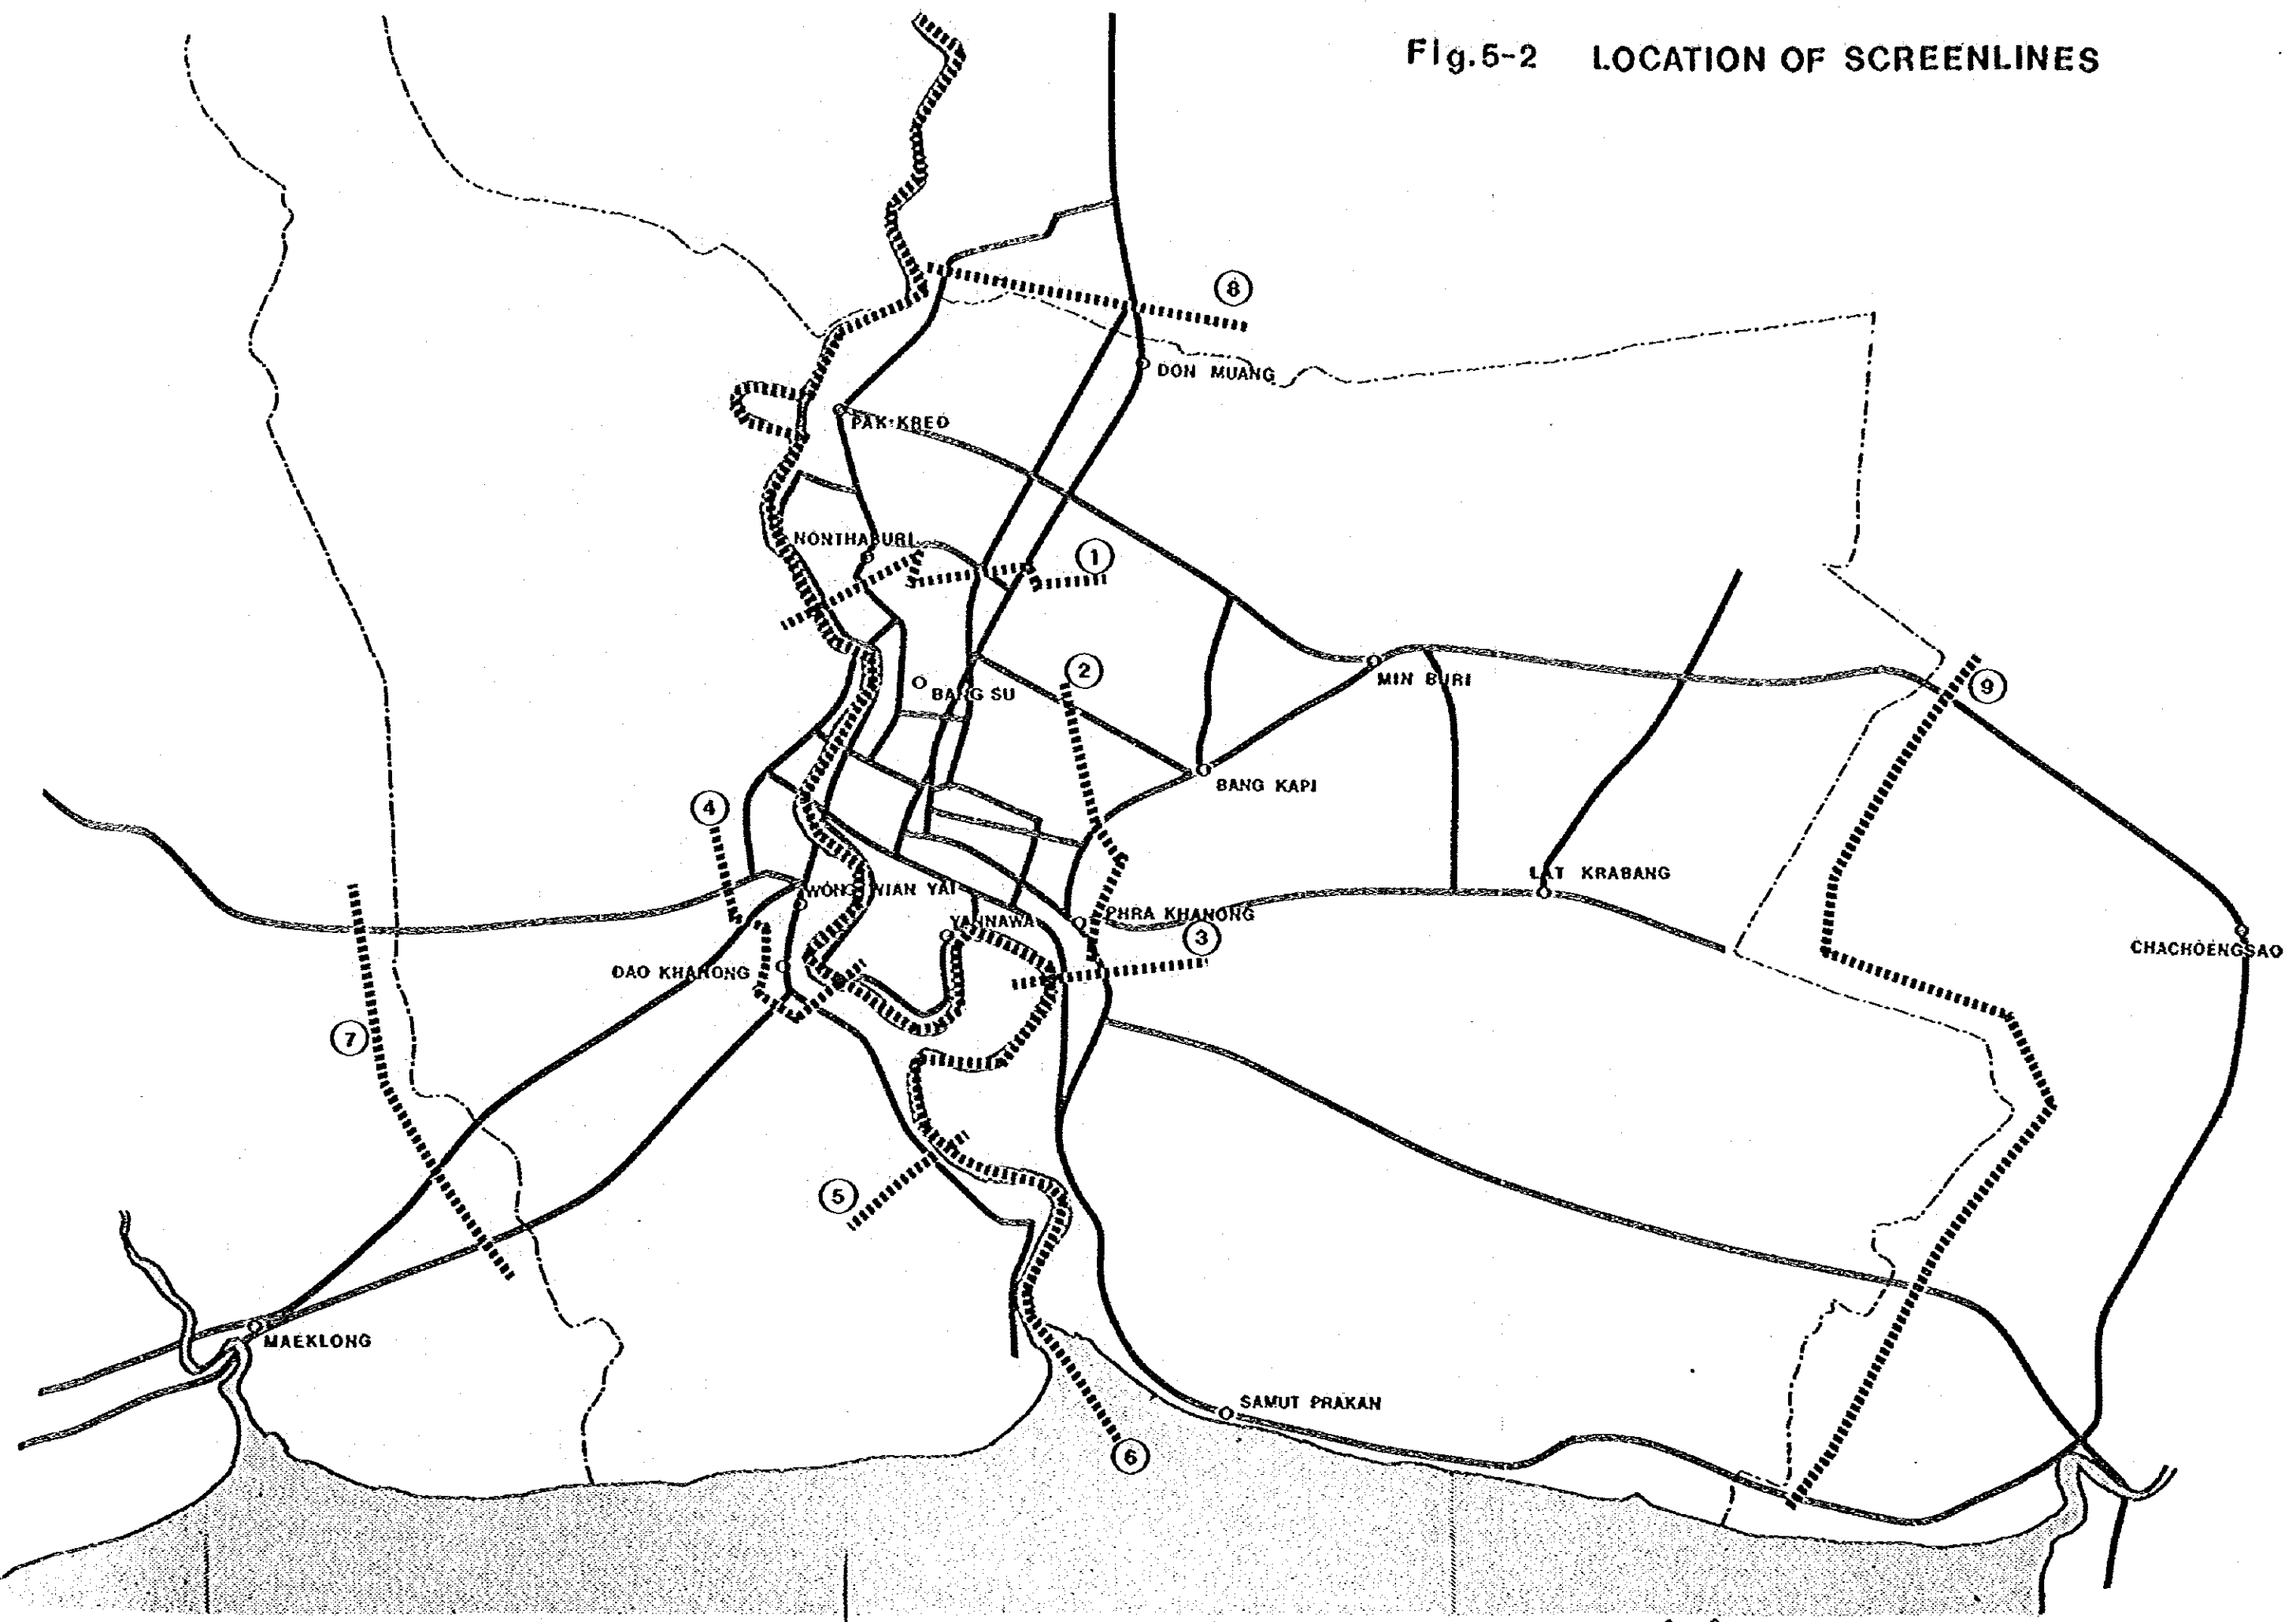 Fig.5-2 LOCATION OF SCREENLINES
8
DON MUANG
PAK KRED
NONTHABURI
1
2
BANG SU
MIN BURI
9
BANG KAPI
4
LAT KRABANG
WONG WIAN YAI
YANNAWA
PHRA KHANONG
3
CHACHOENGSAO
DAO KHANONG
7
5
MAEKLONG
SAMUT PRAKAN
6